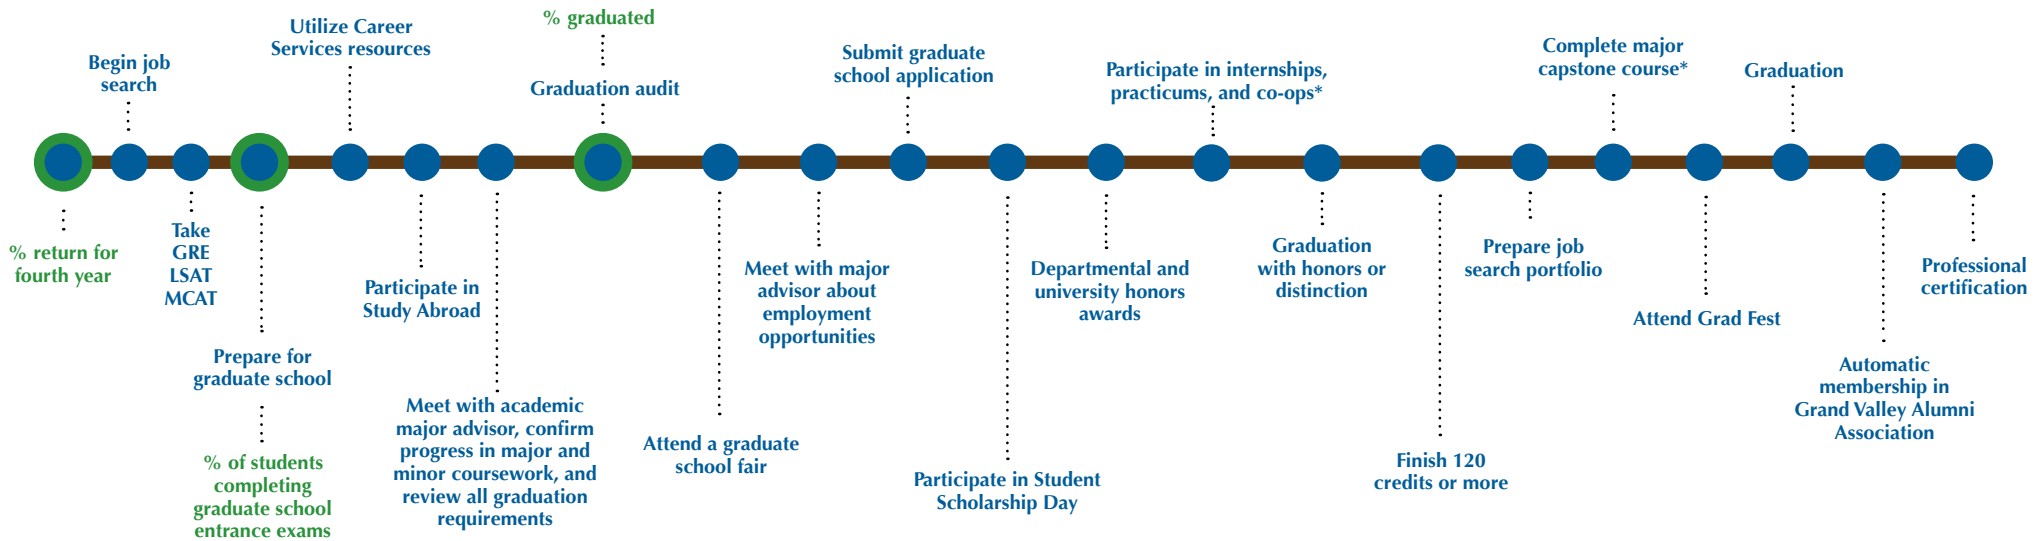 % return for
fourth year
Begin job
search
Take
GRE
LSAT
MCAT
Prepare for
graduate school
% of students
completing
graduate school
entrance exams
Utilize Career
Services resources
Participate in
Study Abroad
Meet with academic
major advisor, confirm
progress in major and
minor coursework, and
review all graduation
requirements
% graduated
Graduation audit
Attend a graduate
school fair
Meet with major
advisor about
employment
opportunities
Submit graduate
school application
Participate in Student
Scholarship Day
Departmental and
university honors
awards
Participate in internships,
practicums, and co-ops*
Graduation
with honors or
distinction
Finish 120
credits or more
Prepare job
search portfolio
Complete major
capstone course*
Attend Grad Fest
Graduation
Automatic
membership in
Grand Valley Alumni
Association
Professional
certification